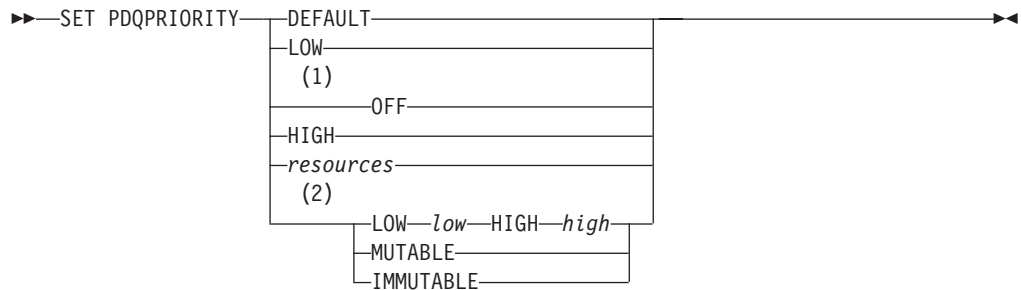 SET PDQPRIORITY DEFAULT
LOW
(1)
OFF
HIGH
resources
(2)
LOW low HIGH high
MUTABLE
IMMUTABLE